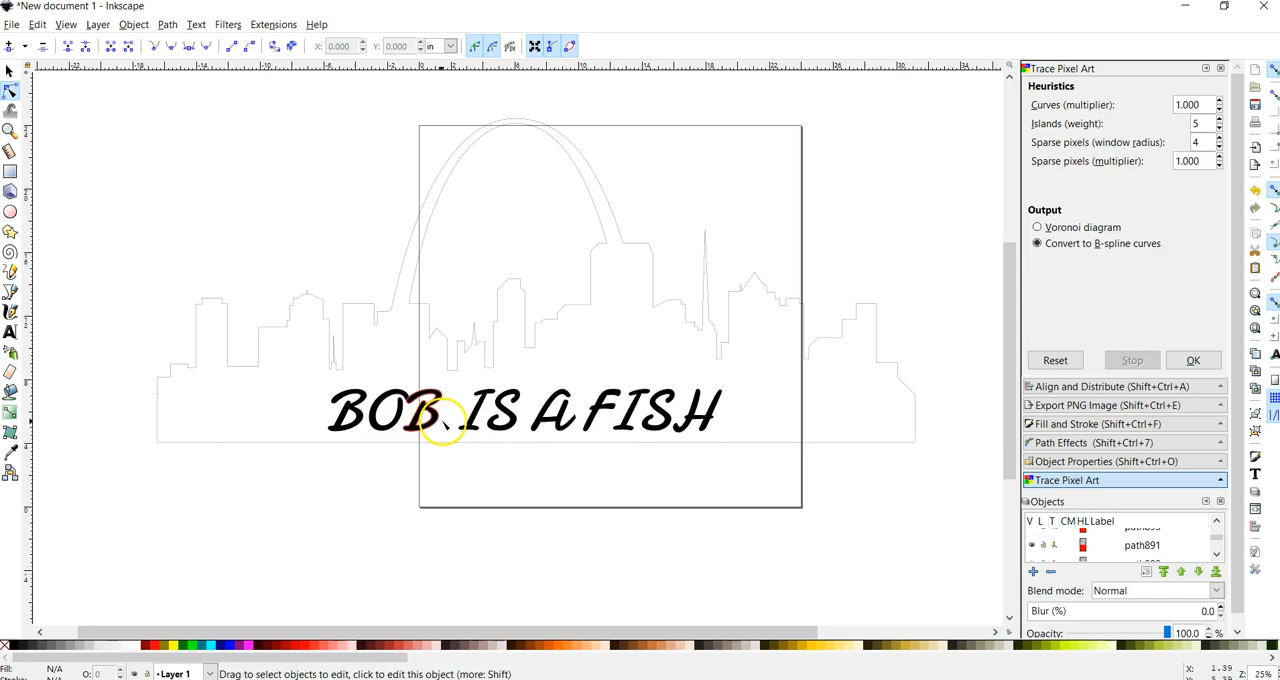 *New document 1 - Inkscape
File Edit View Layer Object Path Text Filters Extensions Help
X: 0.000 Y: 0.000 in
Trace Pixel Art
Heuristics
Curves (multiplier): 1.000
Islands (weight): 5
Sparse pixels (window radius): 4
Sparse pixels (multiplier): 1.000
Output
Voronoi diagram
Convert to B-spline curves
Reset Stop OK
BOB IS A FISH
Align and Distribute (Shift+Ctrl+A)
Export PNG Image (Shift+Ctrl+E)
Fill and Stroke (Shift+Ctrl+F)
Path Effects (Shift+Ctrl+7)
Object Properties (Shift+Ctrl+O)
Trace Pixel Art
Objects
V L T CM HL Label
path891
Blend mode: Normal
Blur (%) 0.0
Opacity: 100.0 %
Fill: N/A
N/A
O: 0
Layer 1
Drag to select objects to edit, click to edit this object (more: Shift)
X: 1.39
5.39
Z: 25%